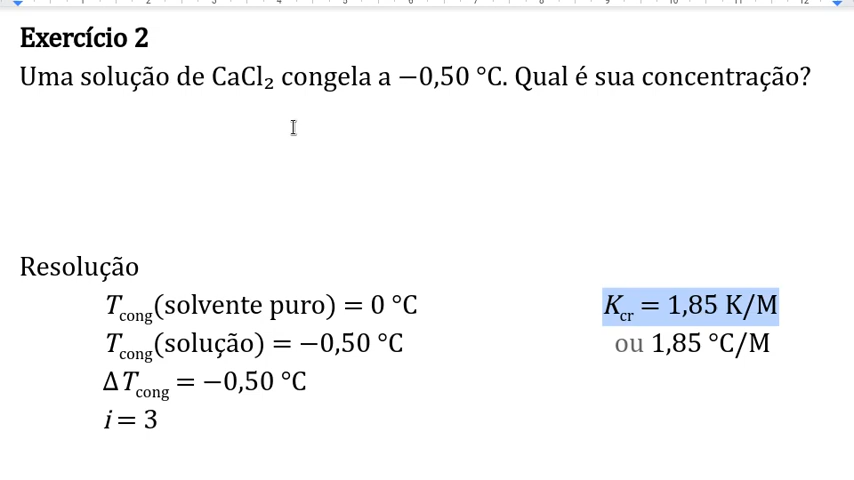 Exercício 2
Uma solução de CaCl₂ congela a −0,50 °C. Qual é sua concentração?
Resolução
T_cong(solvente puro) = 0 °C
K_cr = 1,85 K/M
T_cong(solução) = −0,50 °C
ou 1,85 °C/M
ΔT_cong = −0,50 °C
i = 3